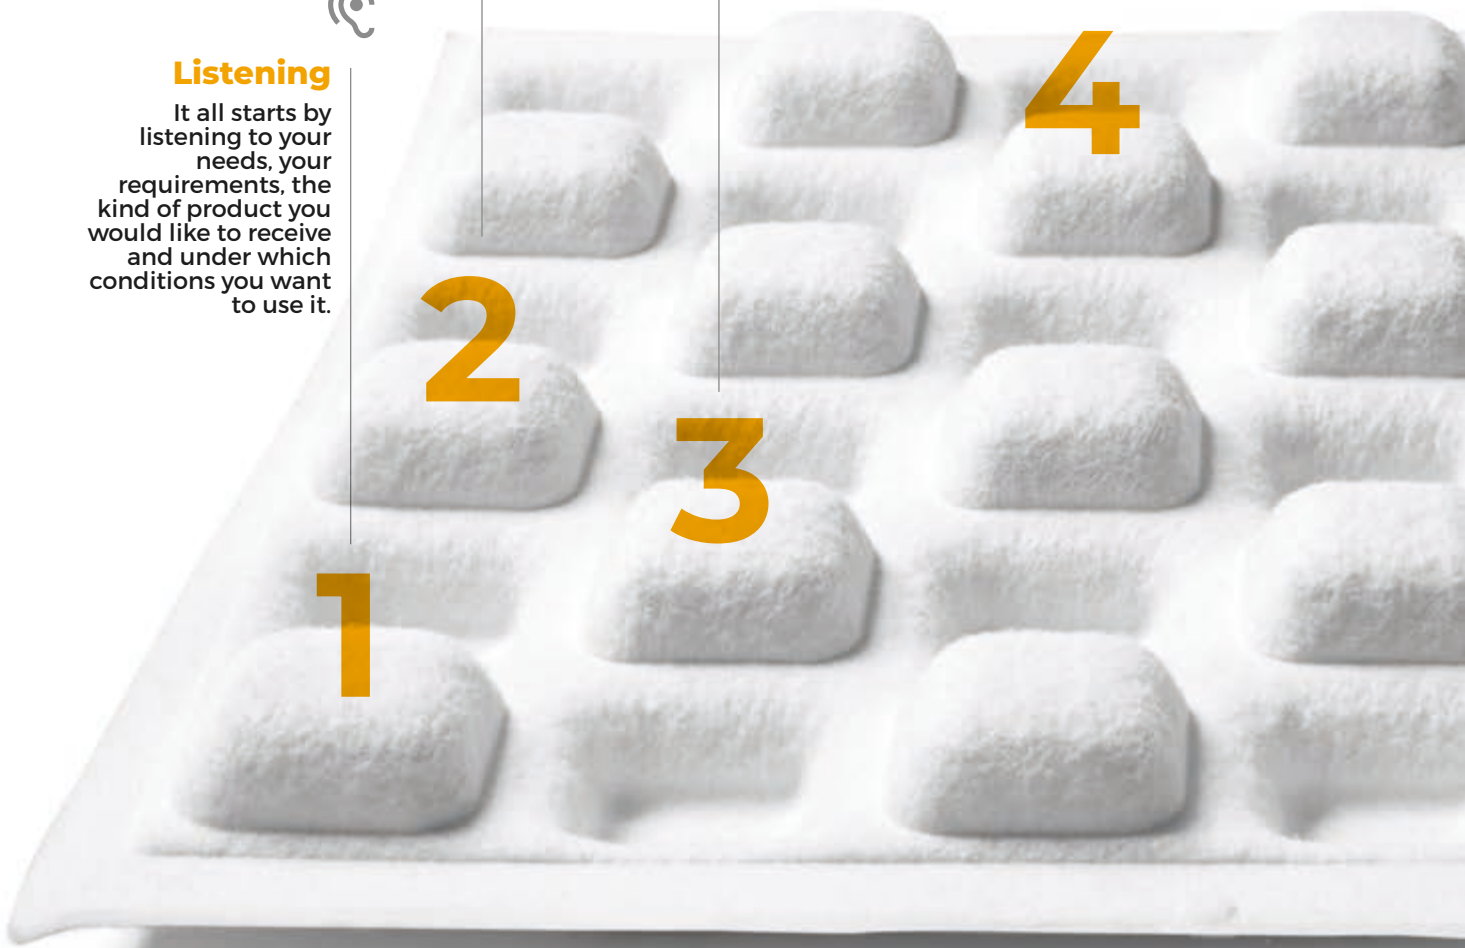 Listening
It all starts by
listening to your
needs, your
requirements, the
kind of product you
would like to receive
and under which
conditions you want
to use it.
4
2
3
1